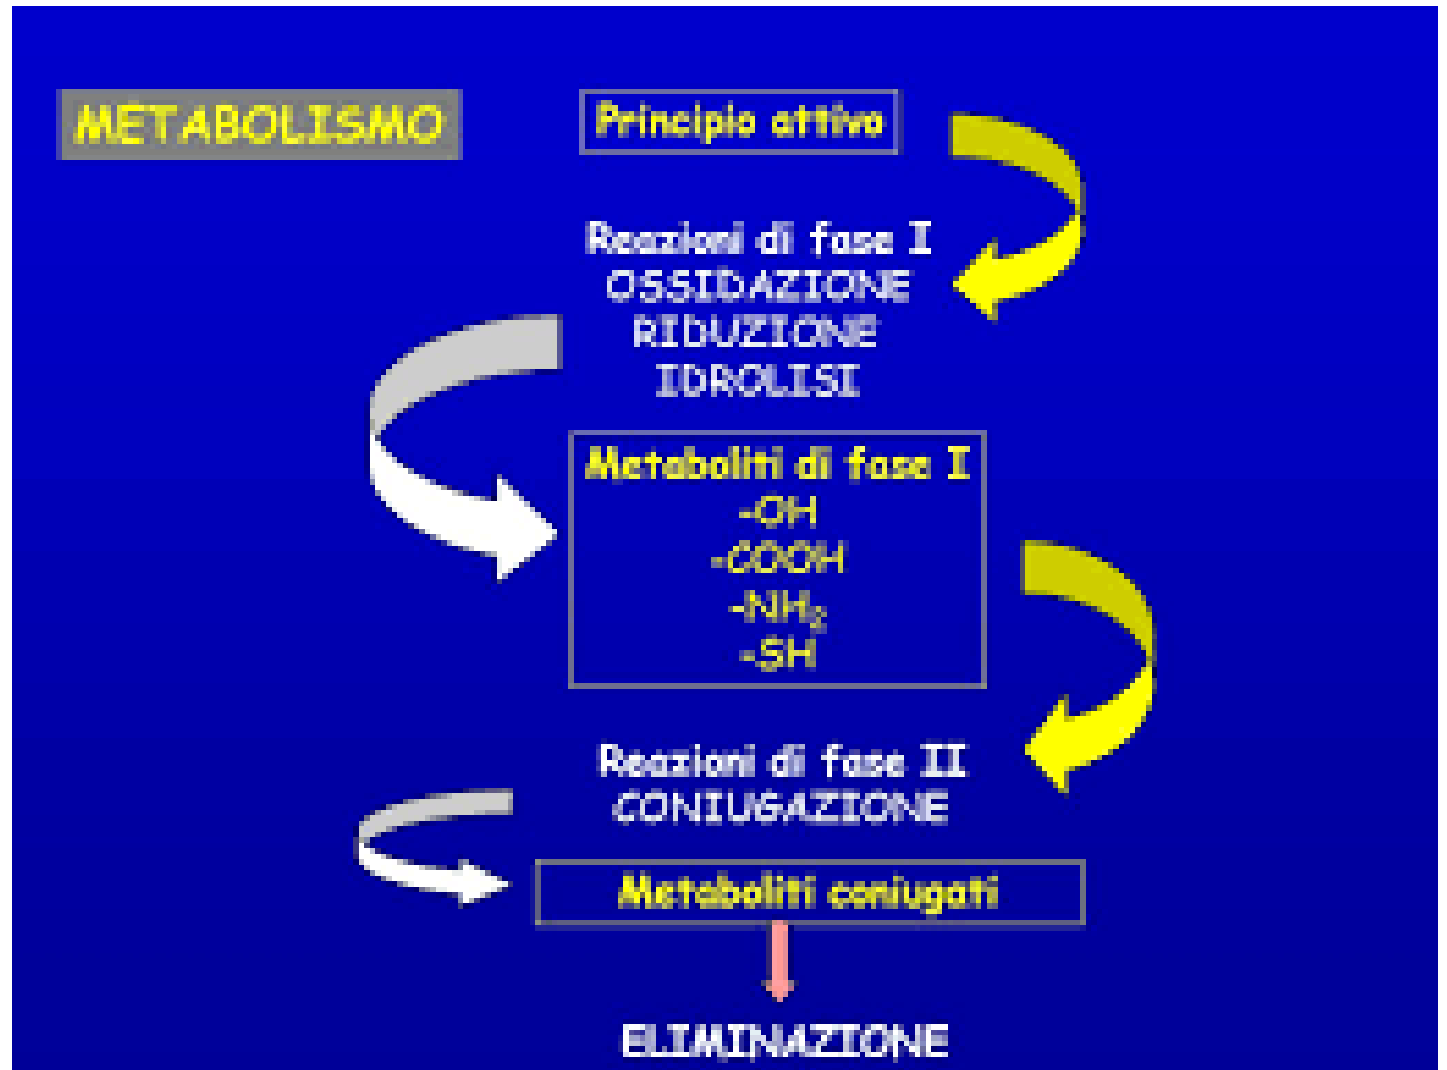 METABOLISMO
Principio attivo
Reazioni di fase I
OSSIDAZIONE
RIDUZIONE
IDROLISI
Metaboliti di fase I
-OH
-COOH
-NH₂
-SH
Reazioni di fase II
CONIUGAZIONE
Metaboliti coniugati
ELIMINAZIONE